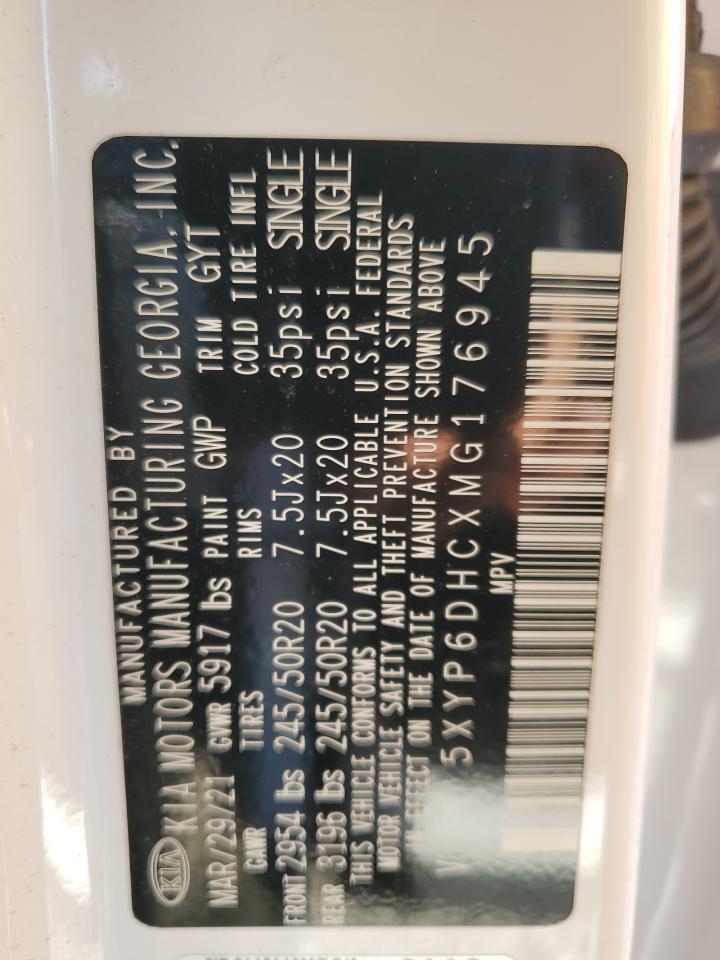 MANUFACTURED BY
KIA KIA MOTORS MANUFACTURING GEORGIA, INC.
MAR/29/21 GVWR 5917 lbs PAINT GWP TRIM GYT
GAWR TIRES RIMS COLD TIRE INFL
FRONT 2954 lbs 245/50R20 7.5Jx20 35psi SINGLE
REAR 3196 lbs 245/50R20 7.5Jx20 35psi SINGLE
THIS VEHICLE CONFORMS TO ALL APPLICABLE U.S.A. FEDERAL
MOTOR VEHICLE SAFETY AND THEFT PREVENTION STANDARDS
IN EFFECT ON THE DATE OF MANUFACTURE SHOWN ABOVE
5XYP6DHCXMG176945
MPV